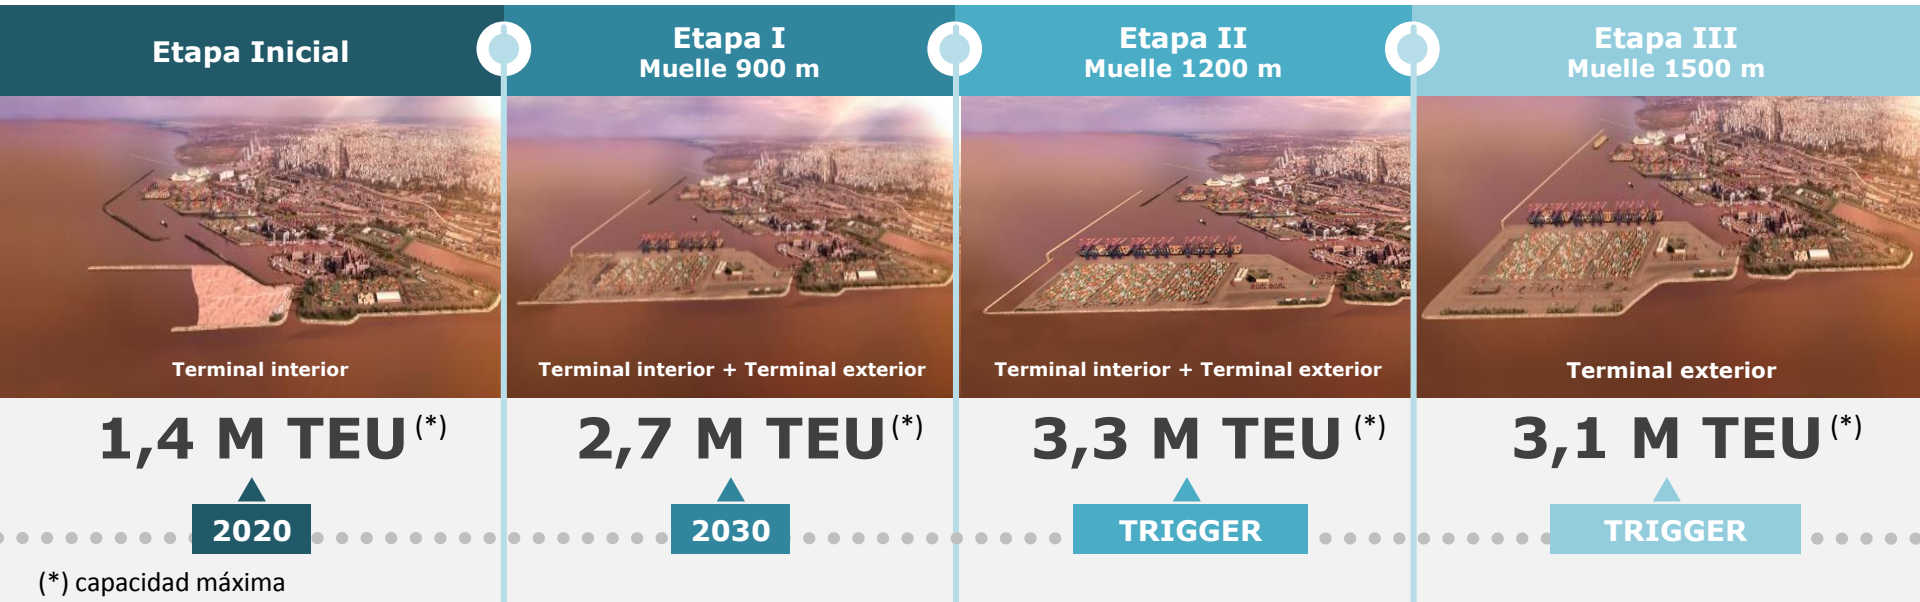 Etapa Inicial
Etapa I
Muelle 900 m
Etapa II
Muelle 1200 m
Etapa III
Muelle 1500 m
Terminal interior
Terminal interior + Terminal exterior
Terminal interior + Terminal exterior
Terminal exterior
1,4 M TEU (*)
2,7 M TEU (*)
3,3 M TEU (*)
3,1 M TEU (*)
2020
2030
TRIGGER
TRIGGER
(*) capacidad máxima